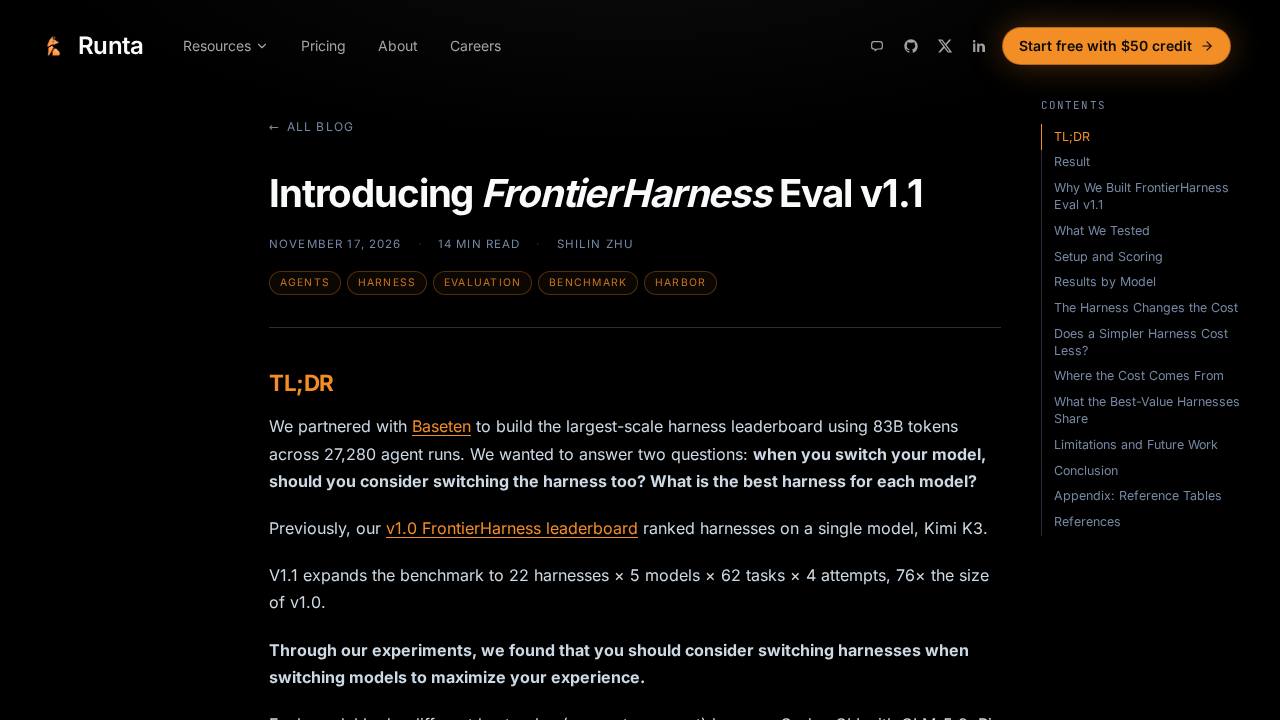 Runta
Resources
Pricing
About
Careers
Start free with $50 credit →
← ALL BLOG
Introducing FrontierHarness Eval v1.1
NOVEMBER 17, 2026 · 14 MIN READ · SHILIN ZHU
AGENTS
HARNESS
EVALUATION
BENCHMARK
HARBOR
TL;DR
We partnered with Baseten to build the largest-scale harness leaderboard using 83B tokens
across 27,280 agent runs. We wanted to answer two questions: when you switch your model,
should you consider switching the harness too? What is the best harness for each model?
Previously, our v1.0 FrontierHarness leaderboard ranked harnesses on a single model, Kimi K3.
V1.1 expands the benchmark to 22 harnesses × 5 models × 62 tasks × 4 attempts, 76× the size
of v1.0.
Through our experiments, we found that you should consider switching harnesses when
switching models to maximize your experience.
CONTENTS
TL;DR
Result
Why We Built FrontierHarness
Eval v1.1
What We Tested
Setup and Scoring
Results by Model
The Harness Changes the Cost
Does a Simpler Harness Cost
Less?
Where the Cost Comes From
What the Best-Value Harnesses
Share
Limitations and Future Work
Conclusion
Appendix: Reference Tables
References